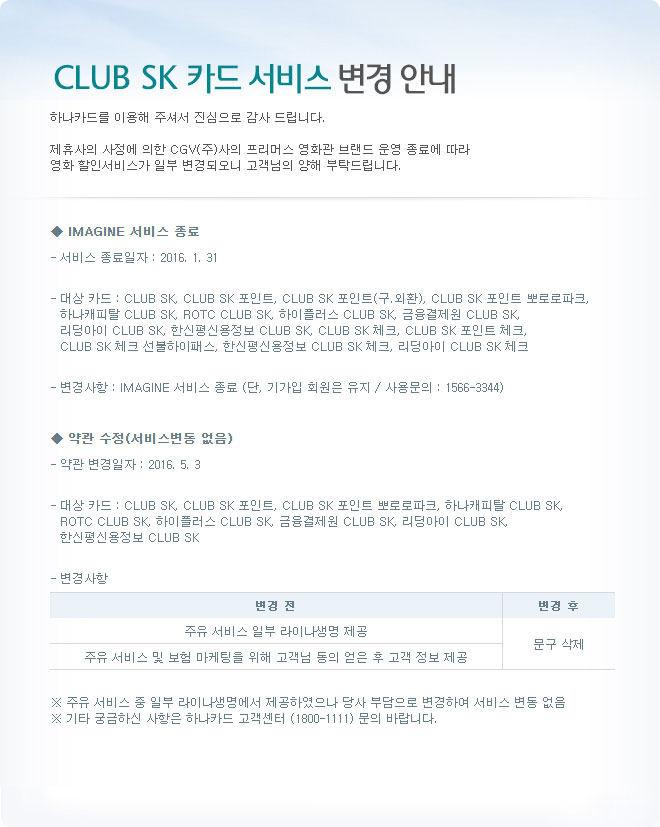 CLUB SK 카드 서비스 변경 안내
하나카드를 이용해 주셔서 진심으로 감사 드립니다.
제휴사의 사정에 의한 CGV(주)사의 프리머스 영화관 브랜드 운영 종료에 따라
영화 할인서비스가 일부 변경되오니 고객님의 양해 부탁드립니다.
◆ IMAGINE 서비스 종료
- 서비스 종료일자 : 2016. 1. 31
- 대상 카드 : CLUB SK, CLUB SK 포인트, CLUB SK 포인트(구.외환), CLUB SK 포인트 뽀로로파크,
하나캐피탈 CLUB SK, ROTC CLUB SK, 하이플러스 CLUB SK, 금융결제원 CLUB SK,
리딩아이 CLUB SK, 한신평신용정보 CLUB SK, CLUB SK 체크, CLUB SK 포인트 체크,
CLUB SK 체크 선불하이패스, 한신평신용정보 CLUB SK 체크, 리딩아이 CLUB SK 체크
- 변경사항 : IMAGINE 서비스 종료 (단, 기가입 회원은 유지 / 사용문의 : 1566-3344)
◆ 약관 수정(서비스변동 없음)
- 약관 변경일자 : 2016. 5. 3
- 대상 카드 : CLUB SK, CLUB SK 포인트, CLUB SK 포인트 뽀로로파크, 하나캐피탈 CLUB SK,
ROTC CLUB SK, 하이플러스 CLUB SK, 금융결제원 CLUB SK, 리딩아이 CLUB SK,
한신평신용정보 CLUB SK
- 변경사항
변경 전 변경 후
주유 서비스 일부 라이나생명 제공
문구 삭제
주유 서비스 및 보험 마케팅을 위해 고객님 동의 얻은 후 고객 정보 제공
※ 주유 서비스 중 일부 라이나생명에서 제공하였으나 당사 부담으로 변경하여 서비스 변동 없음
※ 기타 궁금하신 사항은 하나카드 고객센터 (1800-1111) 문의 바랍니다.